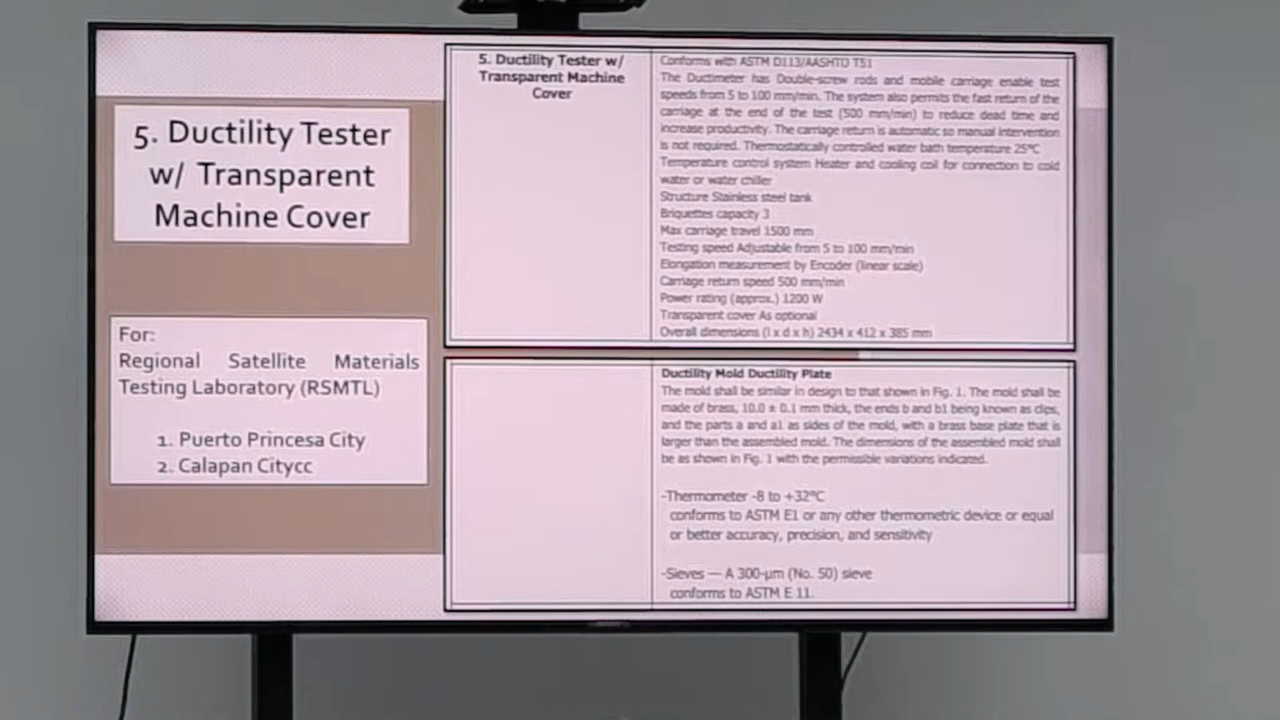 5. Ductility Tester
w/ Transparent
Machine Cover
For:
Regional Satellite Materials
Testing Laboratory (RSMTL)
1. Puerto Princesa City
2. Calapan Citycc
5. Ductility Tester w/
Transparent Machine
Cover
Conforms with ASTM D113/AASHTO T51
The Ductimeter has Double-screw rods and mobile carriage enable test
speeds from 5 to 100 mm/min. The system also permits the fast return of the
carriage at the end of the test (500 mm/min) to reduce dead time and
increase productivity. The carriage return is automatic so manual intervention
is not required. Thermostatically controlled water bath temperature 25°C
Temperature control system Heater and cooling coil for connection to cold
water or water chiller
Structure Stainless steel tank
Briquettes capacity 3
Max carriage travel 1500 mm
Testing speed Adjustable from 5 to 100 mm/min
Elongation measurement by Encoder (linear scale)
Carriage return speed 500 mm/min
Power rating (approx.) 1200 W
Transparent cover As optional
Overall dimensions (l x d x h) 2434 x 412 x 385 mm
Ductility Mold Ductility Plate
The mold shall be similar in design to that shown in Fig. 1. The mold shall be
made of brass, 10.0 ± 0.1 mm thick, the ends b and b1 being known as clips,
and the parts a and a1 as sides of the mold, with a brass base plate that is
larger than the assembled mold. The dimensions of the assembled mold shall
be as shown in Fig. 1 with the permissible variations indicated.
-Thermometer -8 to +32°C
conforms to ASTM E1 or any other thermometric device or equal
or better accuracy, precision, and sensitivity
-Sieves — A 300-µm (No. 50) sieve
conforms to ASTM E 11.